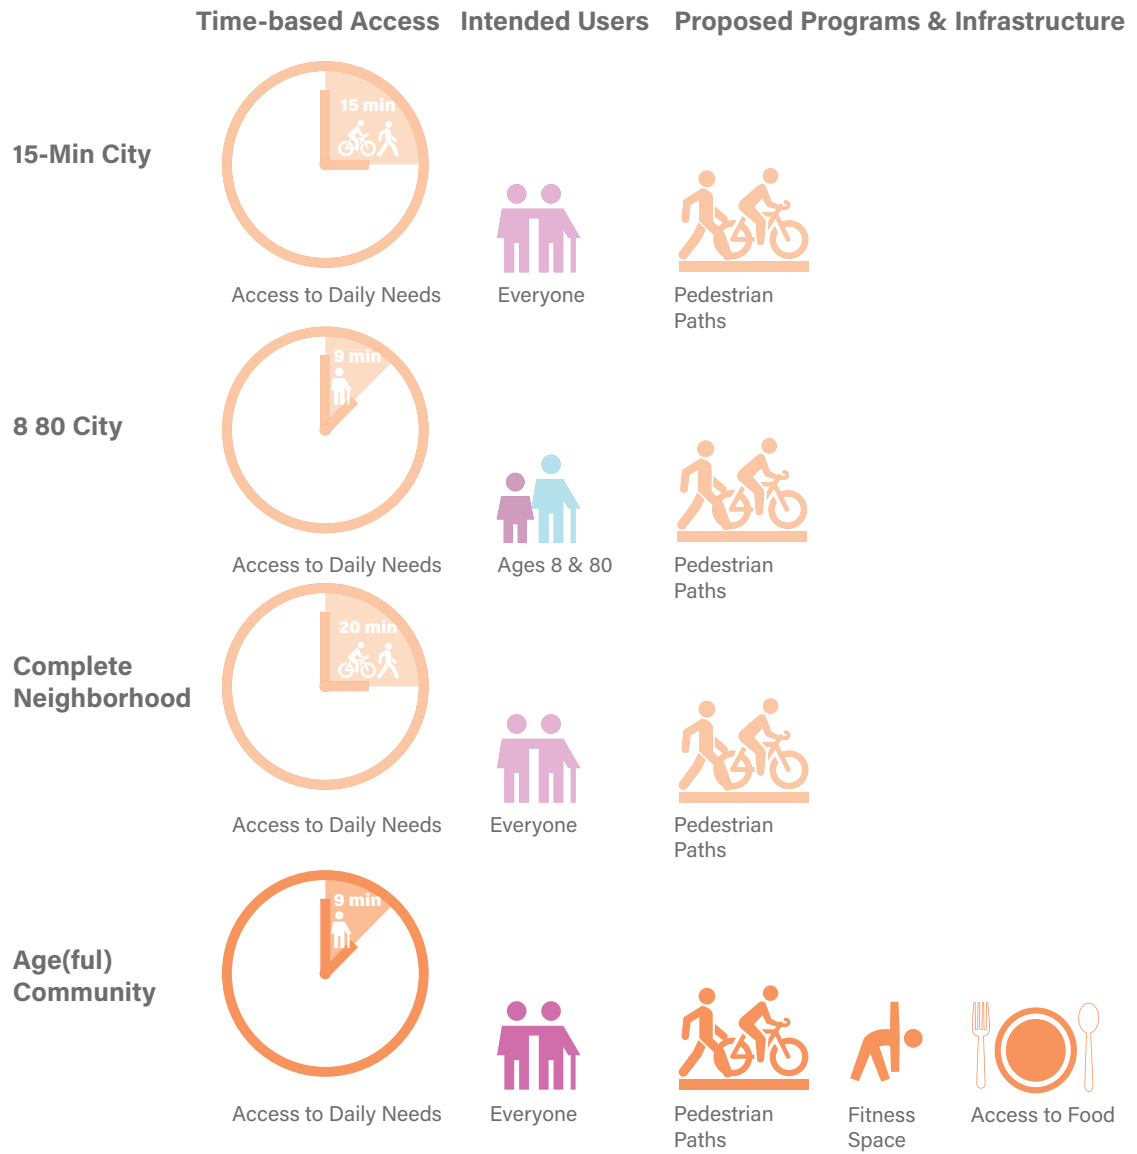 Time-based Access Intended Users Proposed Programs & Infrastructure
15-Min City
15 min
Access to Daily Needs
Everyone
Pedestrian
Paths
8 80 City
9 min
Access to Daily Needs
Ages 8 & 80
Pedestrian
Paths
Complete
Neighborhood
20 min
Access to Daily Needs
Everyone
Pedestrian
Paths
Age(ful)
Community
9 min
Access to Daily Needs
Everyone
Pedestrian
Paths
Fitness
Space
Access to Food